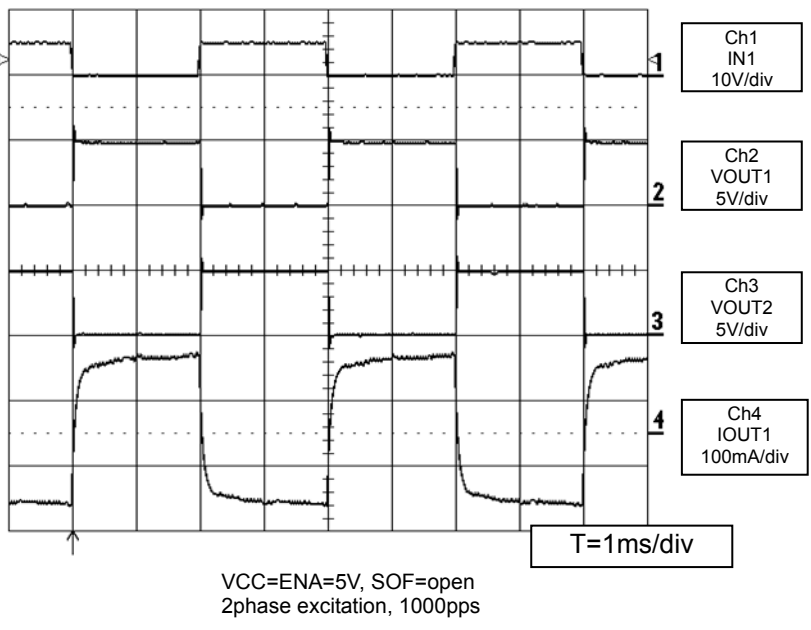 1
Ch1
IN1
10V/div
2
Ch2
VOUT1
5V/div
3
Ch3
VOUT2
5V/div
4
Ch4
IOUT1
100mA/div
T=1ms/div
VCC=ENA=5V, SOF=open
2phase excitation, 1000pps